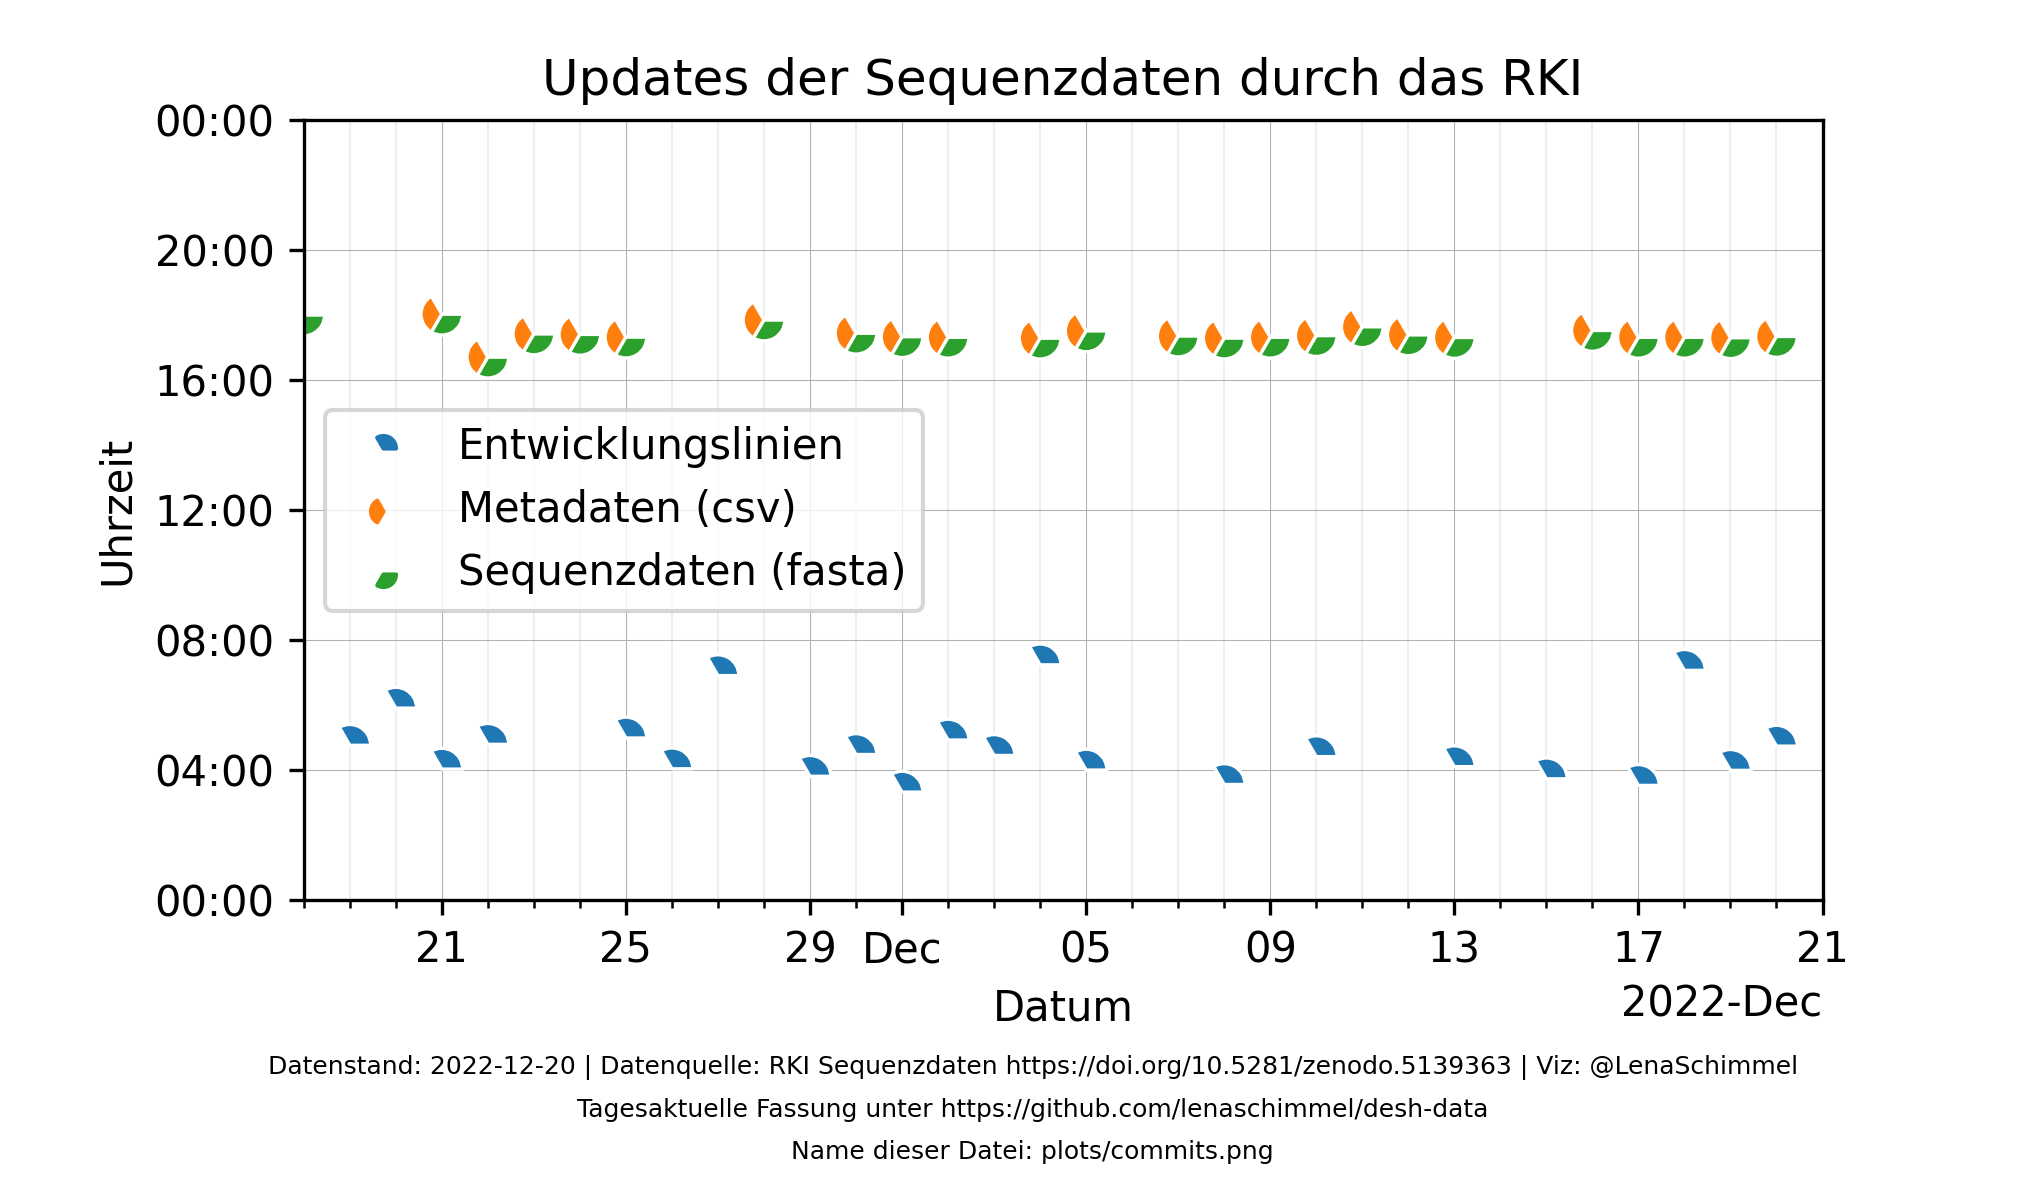 Updates der Sequenzdaten durch das RKI
00:00
20:00
16:00
12:00
08:00
04:00
00:00
Uhrzeit
Entwicklungslinien
Metadaten (csv)
Sequenzdaten (fasta)
21 25 29 Dec 05 09 13 17 21
Datum
2022-Dec
Datenstand: 2022-12-20 | Datenquelle: RKI Sequenzdaten https://doi.org/10.5281/zenodo.5139363 | Viz: @LenaSchimmel
Tagesaktuelle Fassung unter https://github.com/lenaschimmel/desh-data
Name dieser Datei: plots/commits.png